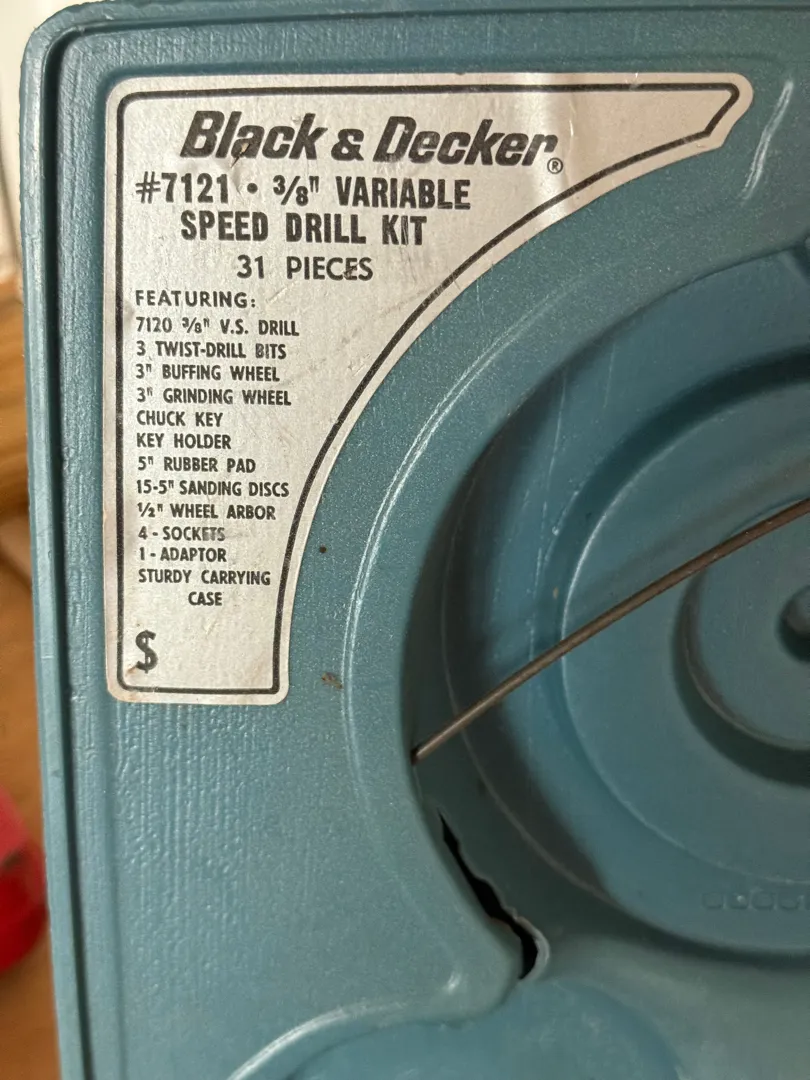 Black & Decker®
#7121 • 3/8" VARIABLE
SPEED DRILL KIT
31 PIECES
FEATURING:
7120 3/8" V.S. DRILL
3 TWIST-DRILL BITS
3" BUFFING WHEEL
3" GRINDING WHEEL
CHUCK KEY
KEY HOLDER
5" RUBBER PAD
15-5" SANDING DISCS
1/2" WHEEL ARBOR
4 - SOCKETS
1 - ADAPTOR
STURDY CARRYING
CASE
$